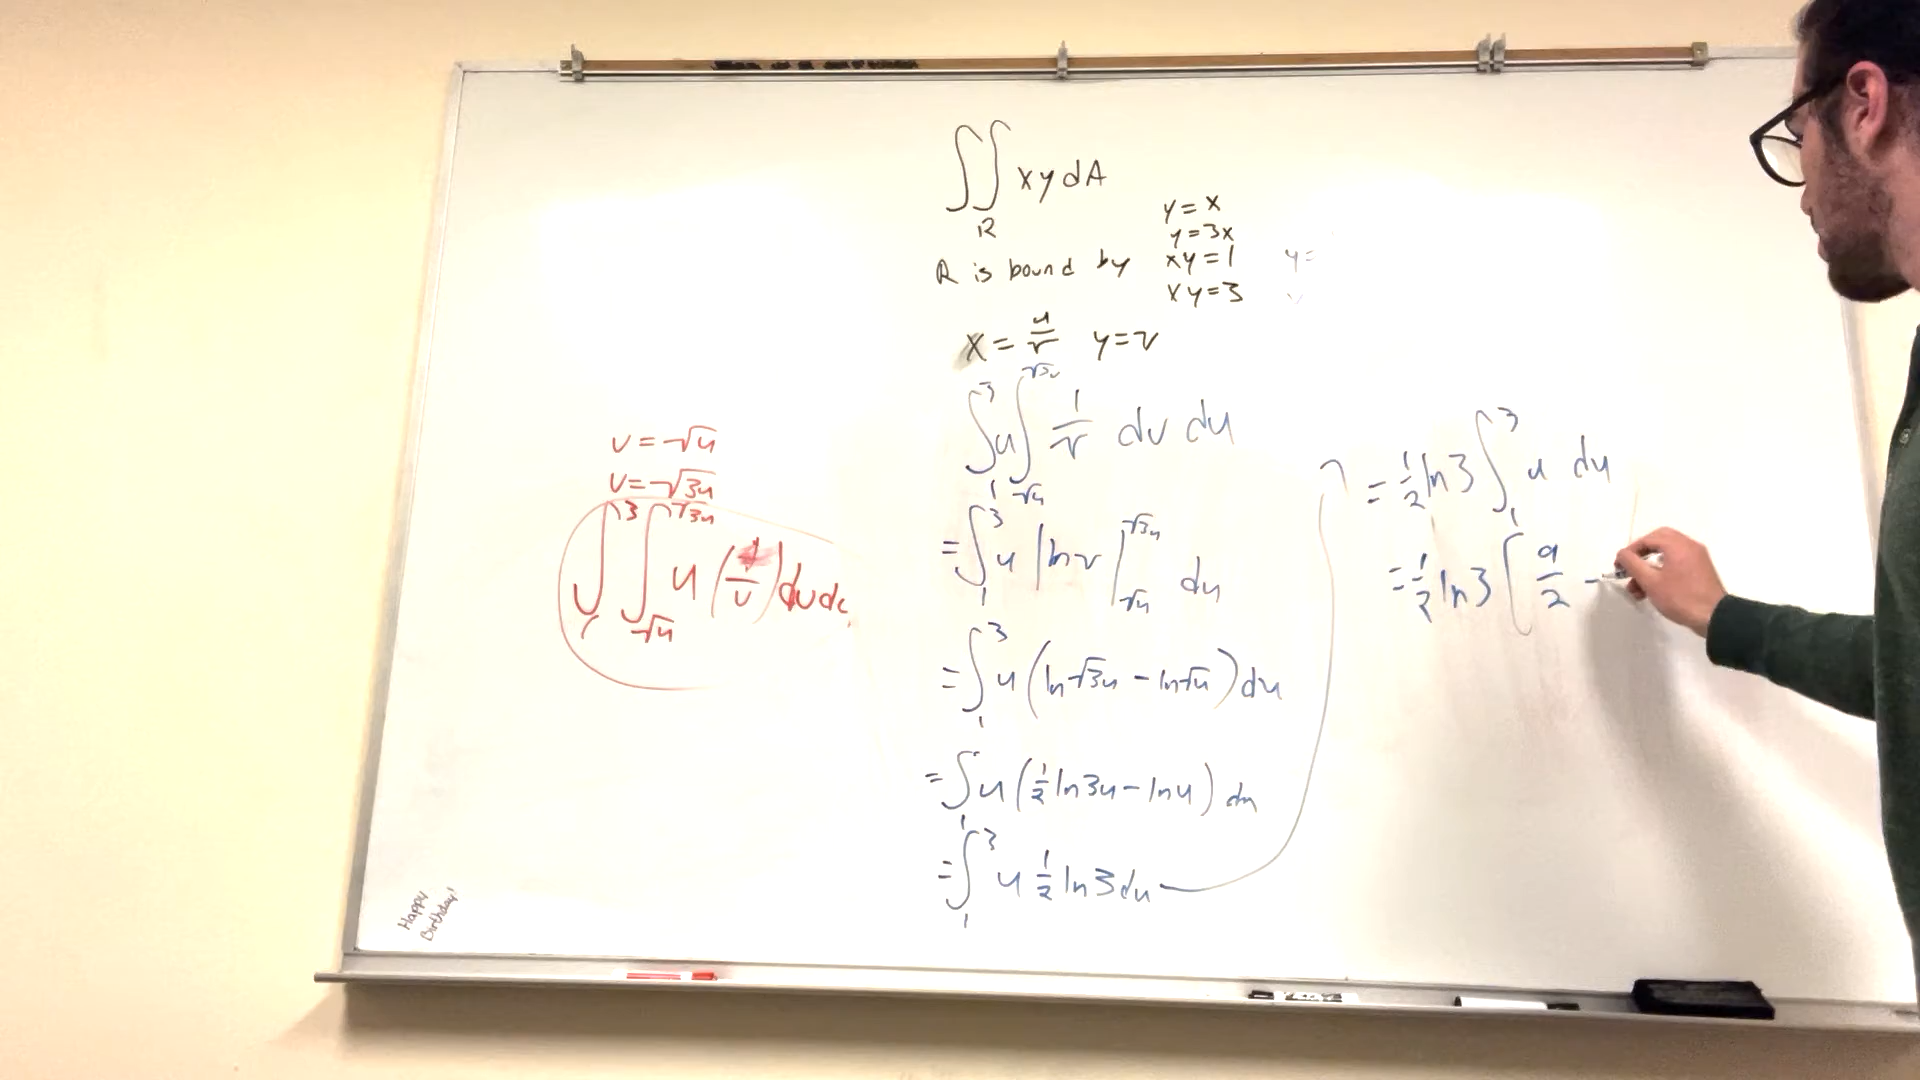 ∬_R xy dA
R is bound by
y = x
y = 3x
xy = 1
xy = 3
y =
x = u/v y = v
∫_1^3 u ∫_√u^√3u 1/v dv du
= ∫_1^3 u ln v |_√u^√3u du
= ∫_1^3 u (ln √3u - ln √u) du
= ∫_1 u (1/2 ln 3u - ln u) du
= ∫_1^3 u 1/2 ln 3 du
= 1/2 ln 3 ∫_1^3 u du
= 1/2 ln 3 [ 9/2 -
v = √u
v = √3u
∫_1^3 ∫_√u^√3u u (1/v) dv du
Happy
Birthday!